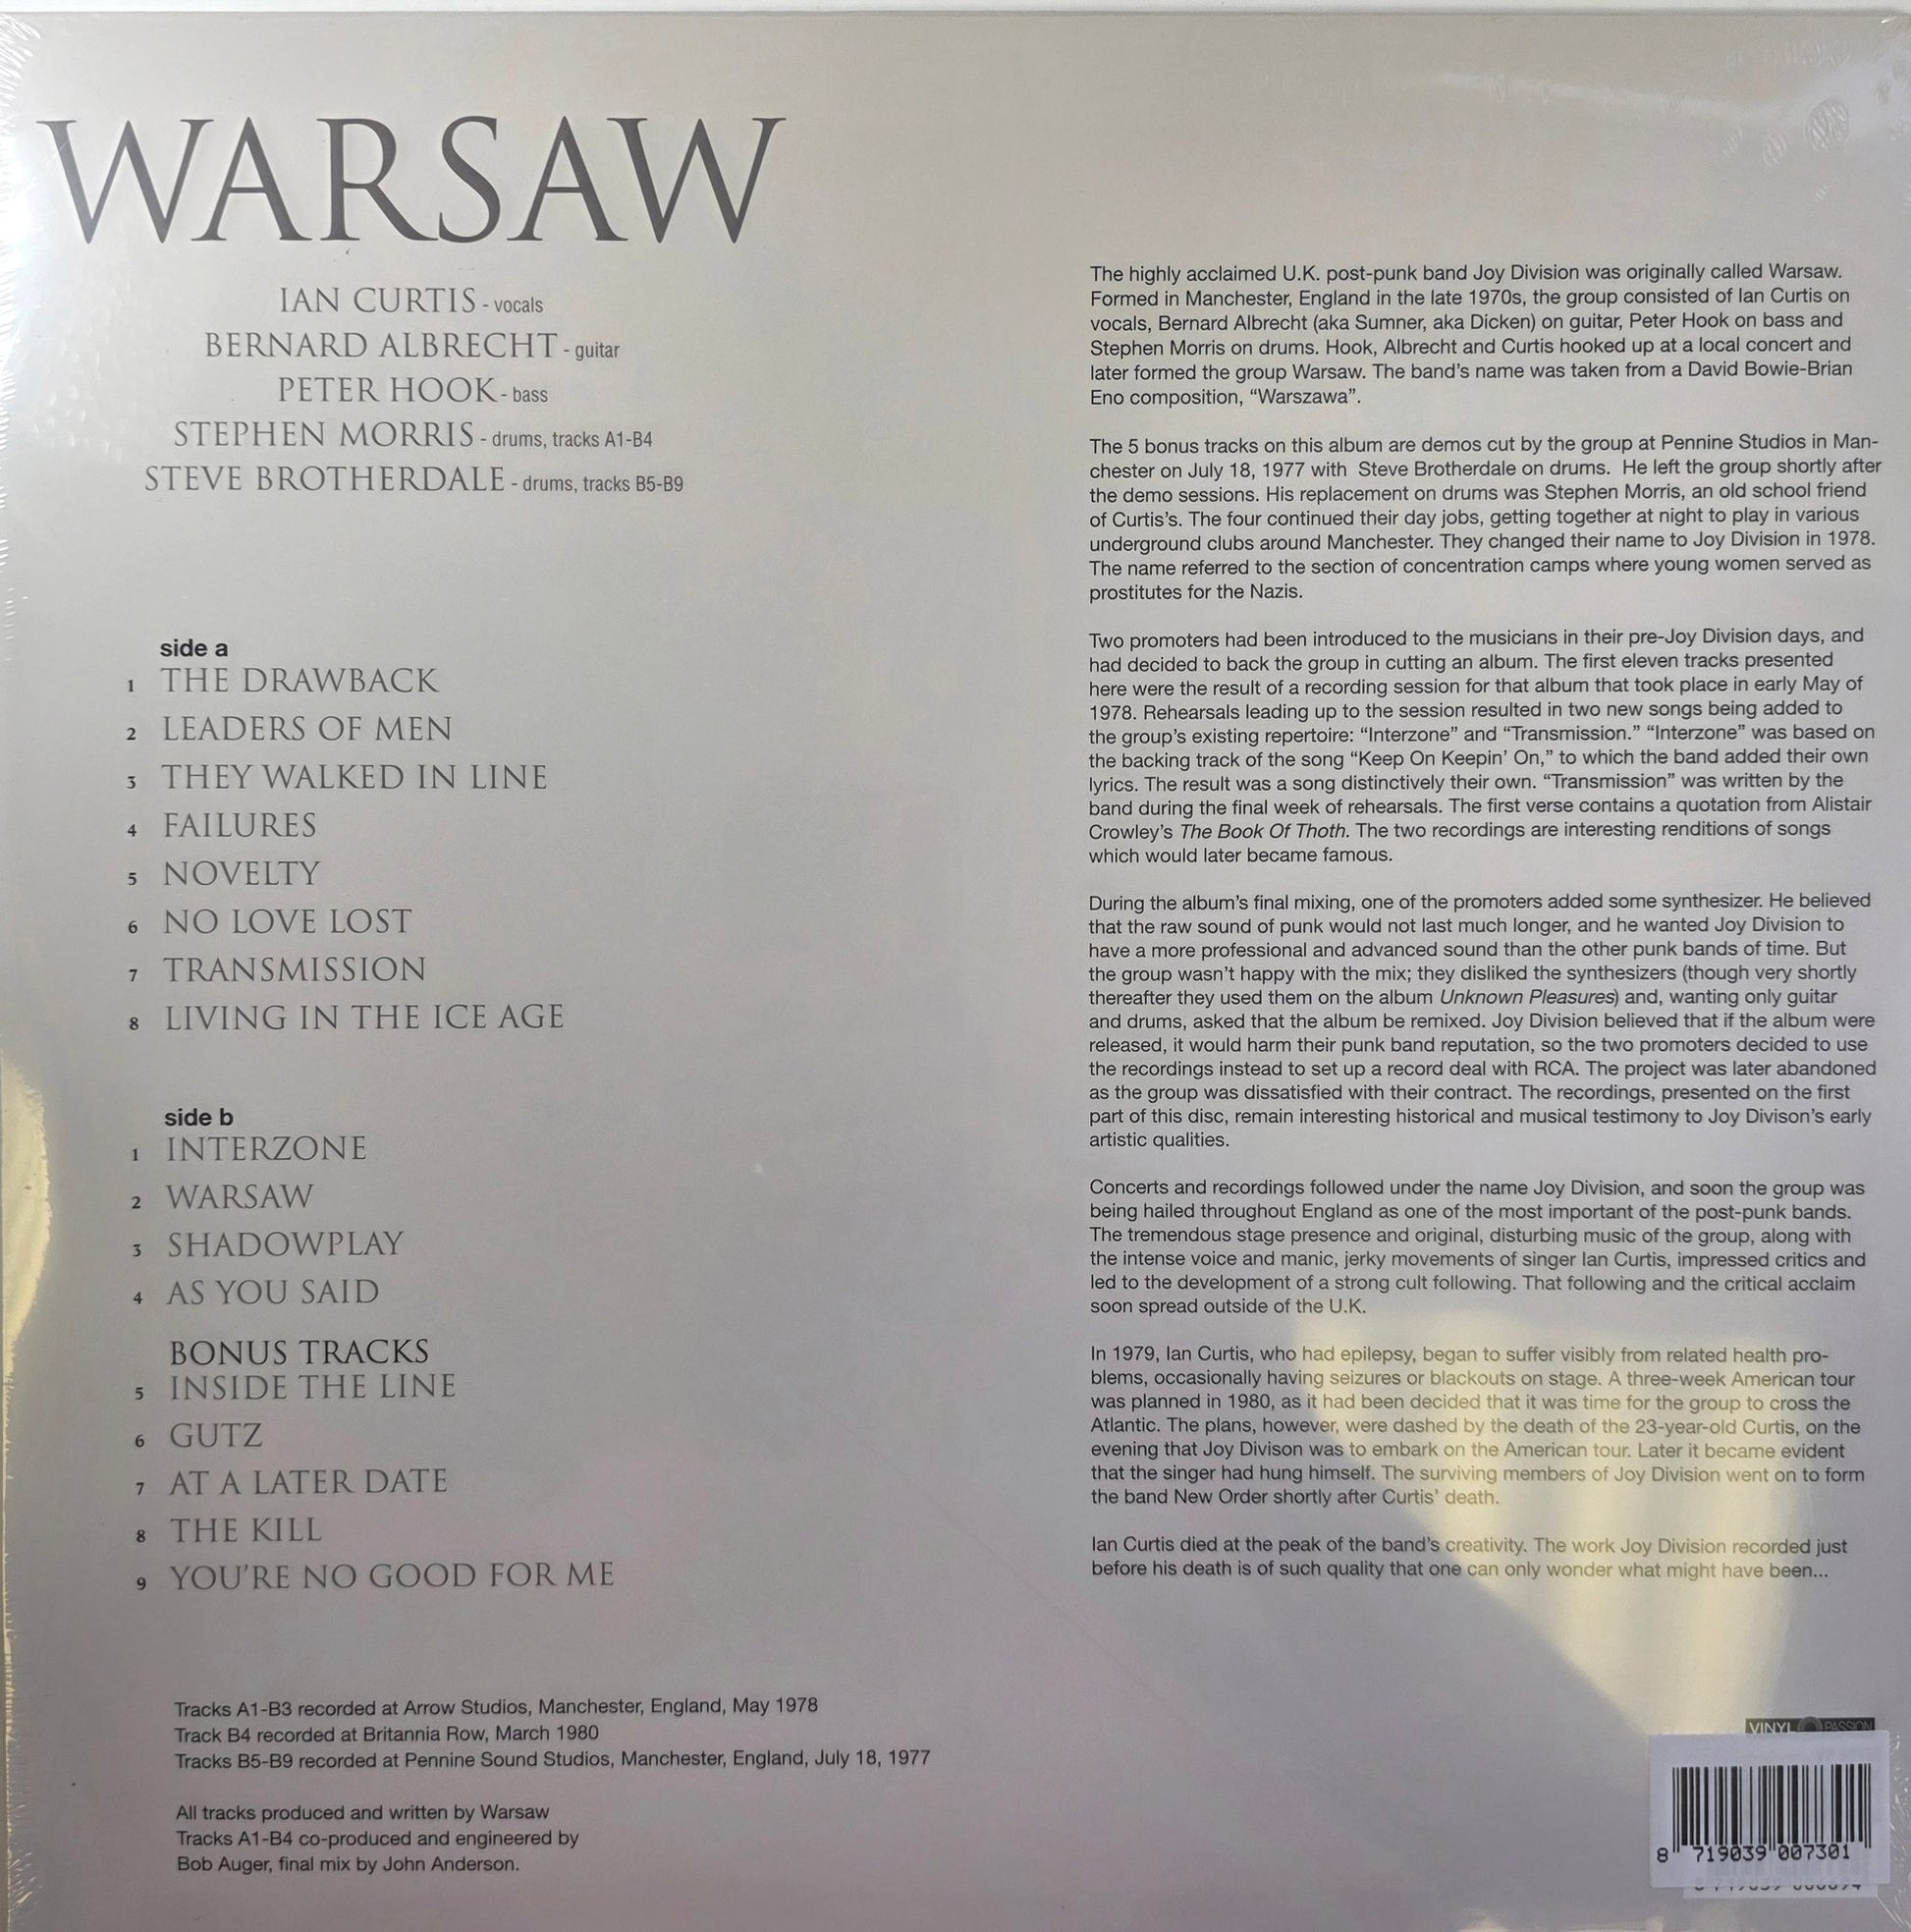 WARSAW
IAN CURTIS - vocals
BERNARD ALBRECHT - guitar
PETER HOOK - bass
STEPHEN MORRIS - drums, tracks A1-B4
STEVE BROTHERDALE - drums, tracks B5-B9
side a
1 THE DRAWBACK
2 LEADERS OF MEN
3 THEY WALKED IN LINE
4 FAILURES
5 NOVELTY
6 NO LOVE LOST
7 TRANSMISSION
8 LIVING IN THE ICE AGE
side b
1 INTERZONE
2 WARSAW
3 SHADOWPLAY
4 AS YOU SAID
BONUS TRACKS
5 INSIDE THE LINE
6 GUTZ
7 AT A LATER DATE
8 THE KILL
9 YOU'RE NO GOOD FOR ME
Tracks A1-B3 recorded at Arrow Studios, Manchester, England, May 1978
Track B4 recorded at Britannia Row, March 1980
Tracks B5-B9 recorded at Pennine Sound Studios, Manchester, England, July 18, 1977
All tracks produced and written by Warsaw
Tracks A1-B4 co-produced and engineered by
Bob Auger, final mix by John Anderson.
The highly acclaimed U.K. post-punk band Joy Division was originally called Warsaw.
Formed in Manchester, England in the late 1970s, the group consisted of Ian Curtis on
vocals, Bernard Albrecht (aka Sumner, aka Dicken) on guitar, Peter Hook on bass and
Stephen Morris on drums. Hook, Albrecht and Curtis hooked up at a local concert and
later formed the group Warsaw. The band's name was taken from a David Bowie-Brian
Eno composition, “Warszawa”.
The 5 bonus tracks on this album are demos cut by the group at Pennine Studios in Man-
chester on July 18, 1977 with Steve Brotherdale on drums. He left the group shortly after
the demo sessions. His replacement on drums was Stephen Morris, an old school friend
of Curtis's. The four continued their day jobs, getting together at night to play in various
underground clubs around Manchester. They changed their name to Joy Division in 1978.
The name referred to the section of concentration camps where young women served as
prostitutes for the Nazis.
Two promoters had been introduced to the musicians in their pre-Joy Division days, and
had decided to back the group in cutting an album. The first eleven tracks presented
here were the result of a recording session for that album that took place in early May of
1978. Rehearsals leading up to the session resulted in two new songs being added to
the group's existing repertoire: “Interzone” and “Transmission.” “Interzone” was based on
the backing track of the song “Keep On Keepin' On,” to which the band added their own
lyrics. The result was a song distinctively their own. “Transmission” was written by the
band during the final week of rehearsals. The first verse contains a quotation from Alistair
Crowley's The Book Of Thoth. The two recordings are interesting renditions of songs
which would later became famous.
During the album's final mixing, one of the promoters added some synthesizer. He believed
that the raw sound of punk would not last much longer, and he wanted Joy Division to
have a more professional and advanced sound than the other punk bands of time. But
the group wasn't happy with the mix; they disliked the synthesizers (though very shortly
thereafter they used them on the album Unknown Pleasures) and, wanting only guitar
and drums, asked that the album be remixed. Joy Division believed that if the album were
released, it would harm their punk band reputation, so the two promoters decided to use
the recordings instead to set up a record deal with RCA. The project was later abandoned
as the group was dissatisfied with their contract. The recordings, presented on the first
part of this disc, remain interesting historical and musical testimony to Joy Divison's early
artistic qualities.
Concerts and recordings followed under the name Joy Division, and soon the group was
being hailed throughout England as one of the most important of the post-punk bands.
The tremendous stage presence and original, disturbing music of the group, along with
the intense voice and manic, jerky movements of singer Ian Curtis, impressed critics and
led to the development of a strong cult following. That following and the critical acclaim
soon spread outside of the U.K.
In 1979, Ian Curtis, who had epilepsy, began to suffer visibly from related health pro-
blems, occasionally having seizures or blackouts on stage. A three-week American tour
was planned in 1980, as it had been decided that it was time for the group to cross the
Atlantic. The plans, however, were dashed by the death of the 23-year-old Curtis, on the
evening that Joy Divison was to embark on the American tour. Later it became evident
that the singer had hung himself. The surviving members of Joy Division went on to form
the band New Order shortly after Curtis' death.
Ian Curtis died at the peak of the band's creativity. The work Joy Division recorded just
before his death is of such quality that one can only wonder what might have been...
VINYL PASSION
8 719039 007301